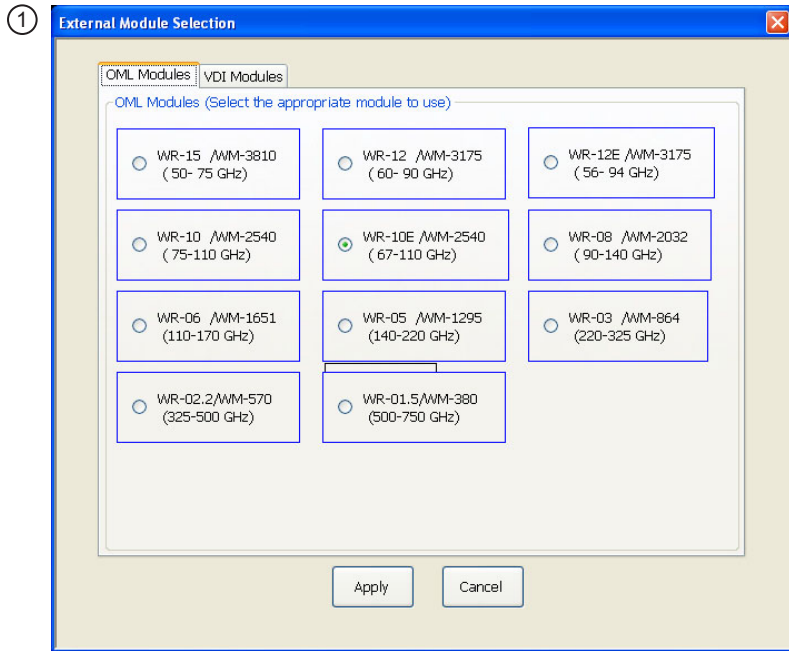 1
External Module Selection
OML Modules VDI Modules
OML Modules (Select the appropriate module to use)
WR-15 /WM-3810
( 50- 75 GHz)
WR-12 /WM-3175
( 60- 90 GHz)
WR-12E /WM-3175
( 56- 94 GHz)
WR-10 /WM-2540
( 75-110 GHz)
WR-10E /WM-2540
( 67-110 GHz)
WR-08 /WM-2032
( 90-140 GHz)
WR-06 /WM-1651
(110-170 GHz)
WR-05 /WM-1295
(140-220 GHz)
WR-03 /WM-864
(220-325 GHz)
WR-02.2/WM-570
(325-500 GHz)
WR-01.5/WM-380
(500-750 GHz)
Apply Cancel